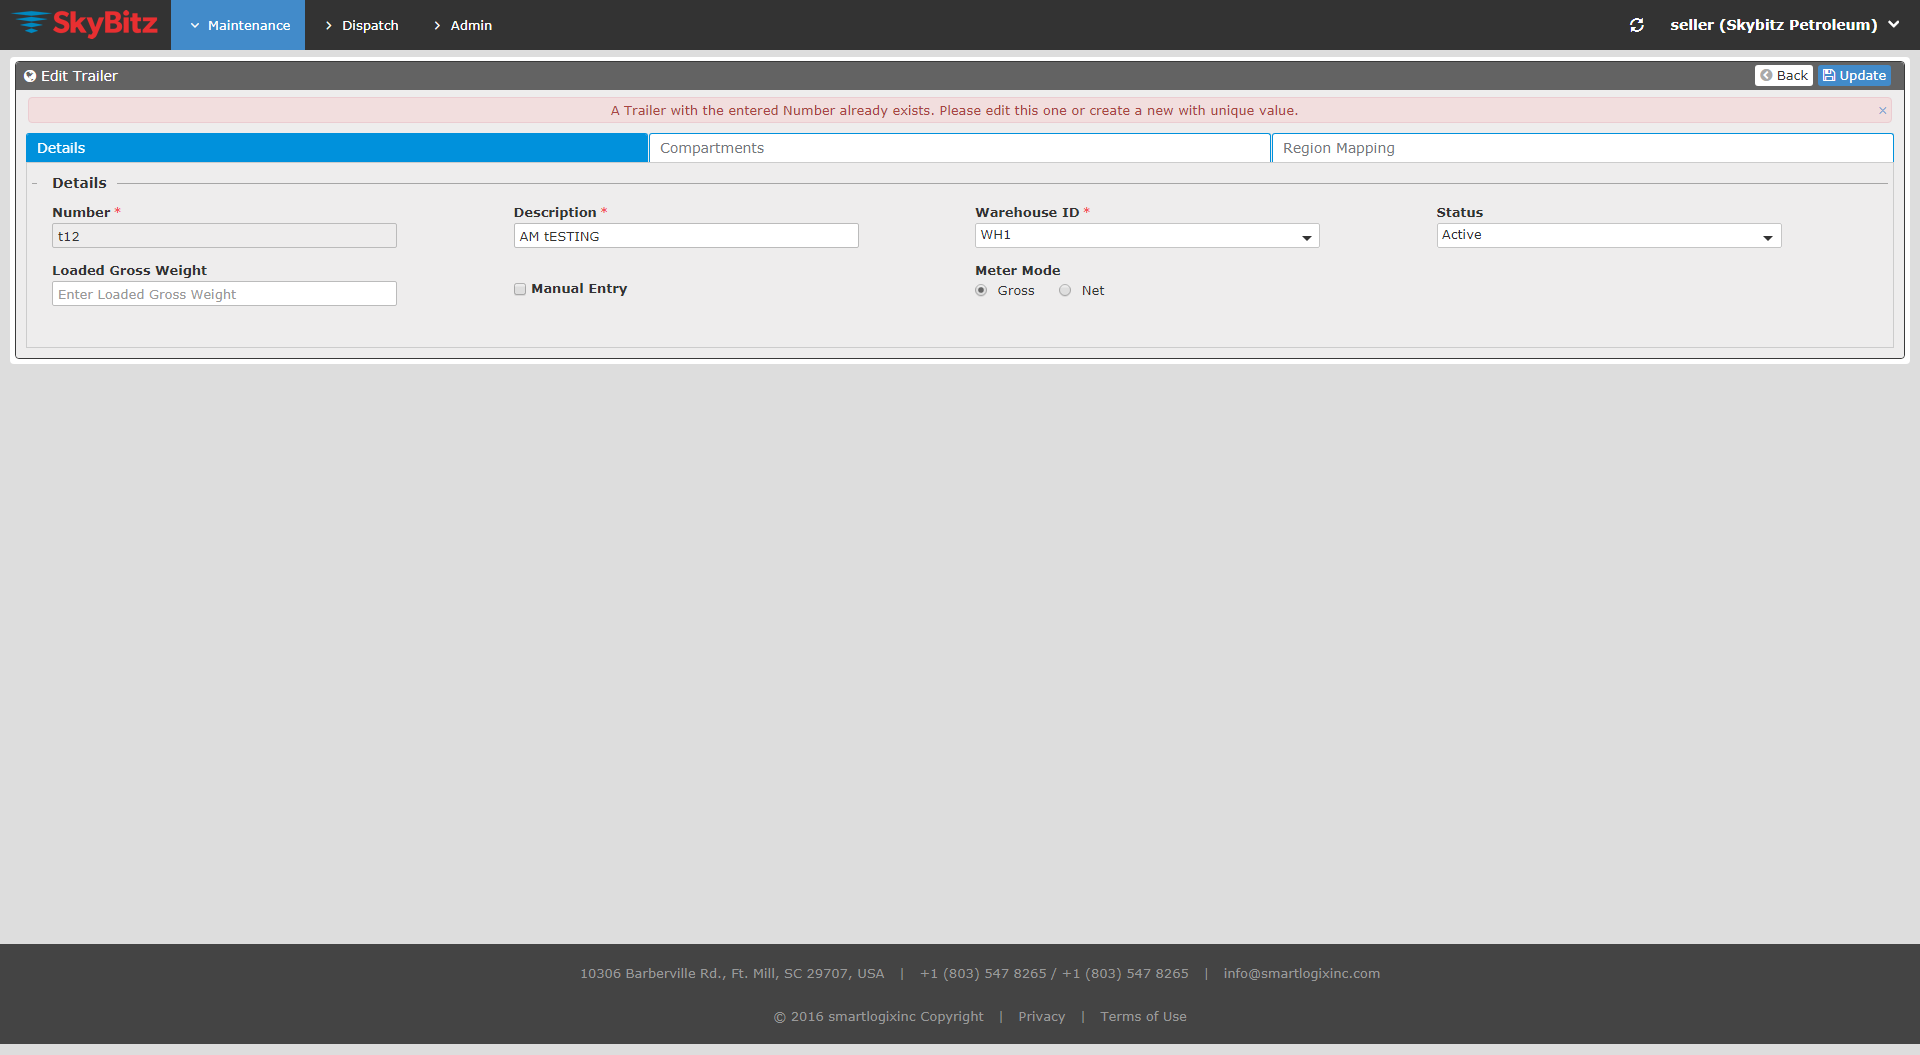 SkyBitz Maintenance Dispatch Admin seller (Skybitz Petroleum)
Edit Trailer Back Update
A Trailer with the entered Number already exists. Please edit this one or create a new with unique value. ×
Details Compartments Region Mapping
- Details
Number * Description * Warehouse ID * Status
t12 AM tESTING WH1 Active
Loaded Gross Weight Meter Mode
Enter Loaded Gross Weight Manual Entry Gross Net
10306 Barberville Rd., Ft. Mill, SC 29707, USA | +1 (803) 547 8265 / +1 (803) 547 8265 | info@smartlogixinc.com
© 2016 smartlogixinc Copyright | Privacy | Terms of Use